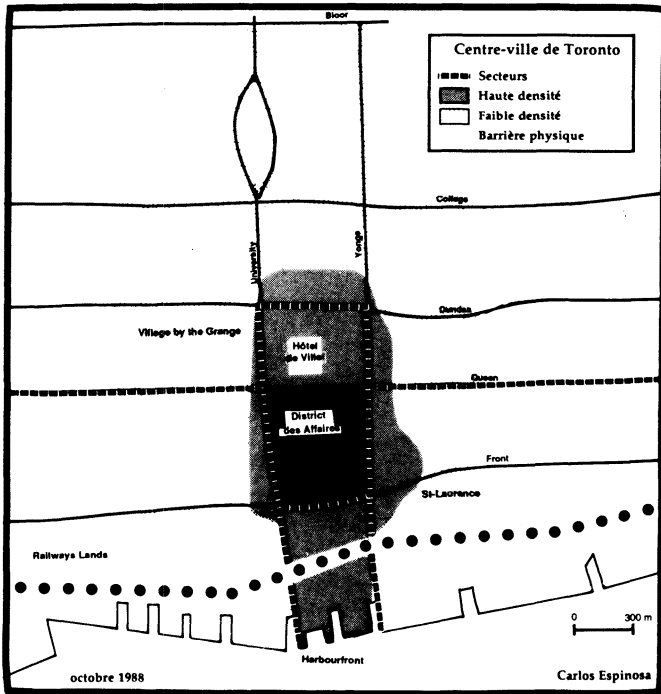 Bloor
Centre-ville de Toronto
Secteurs
Haute densité
Faible densité
Barrière physique
College
University
Yonge
Dundas
Village by the Grange
Hôtel
de Ville
Queen
District
des Affaires
Front
St-Laurence
Railways Lands
0 300 m
Harbourfront
octobre 1988
Carlos Espinosa